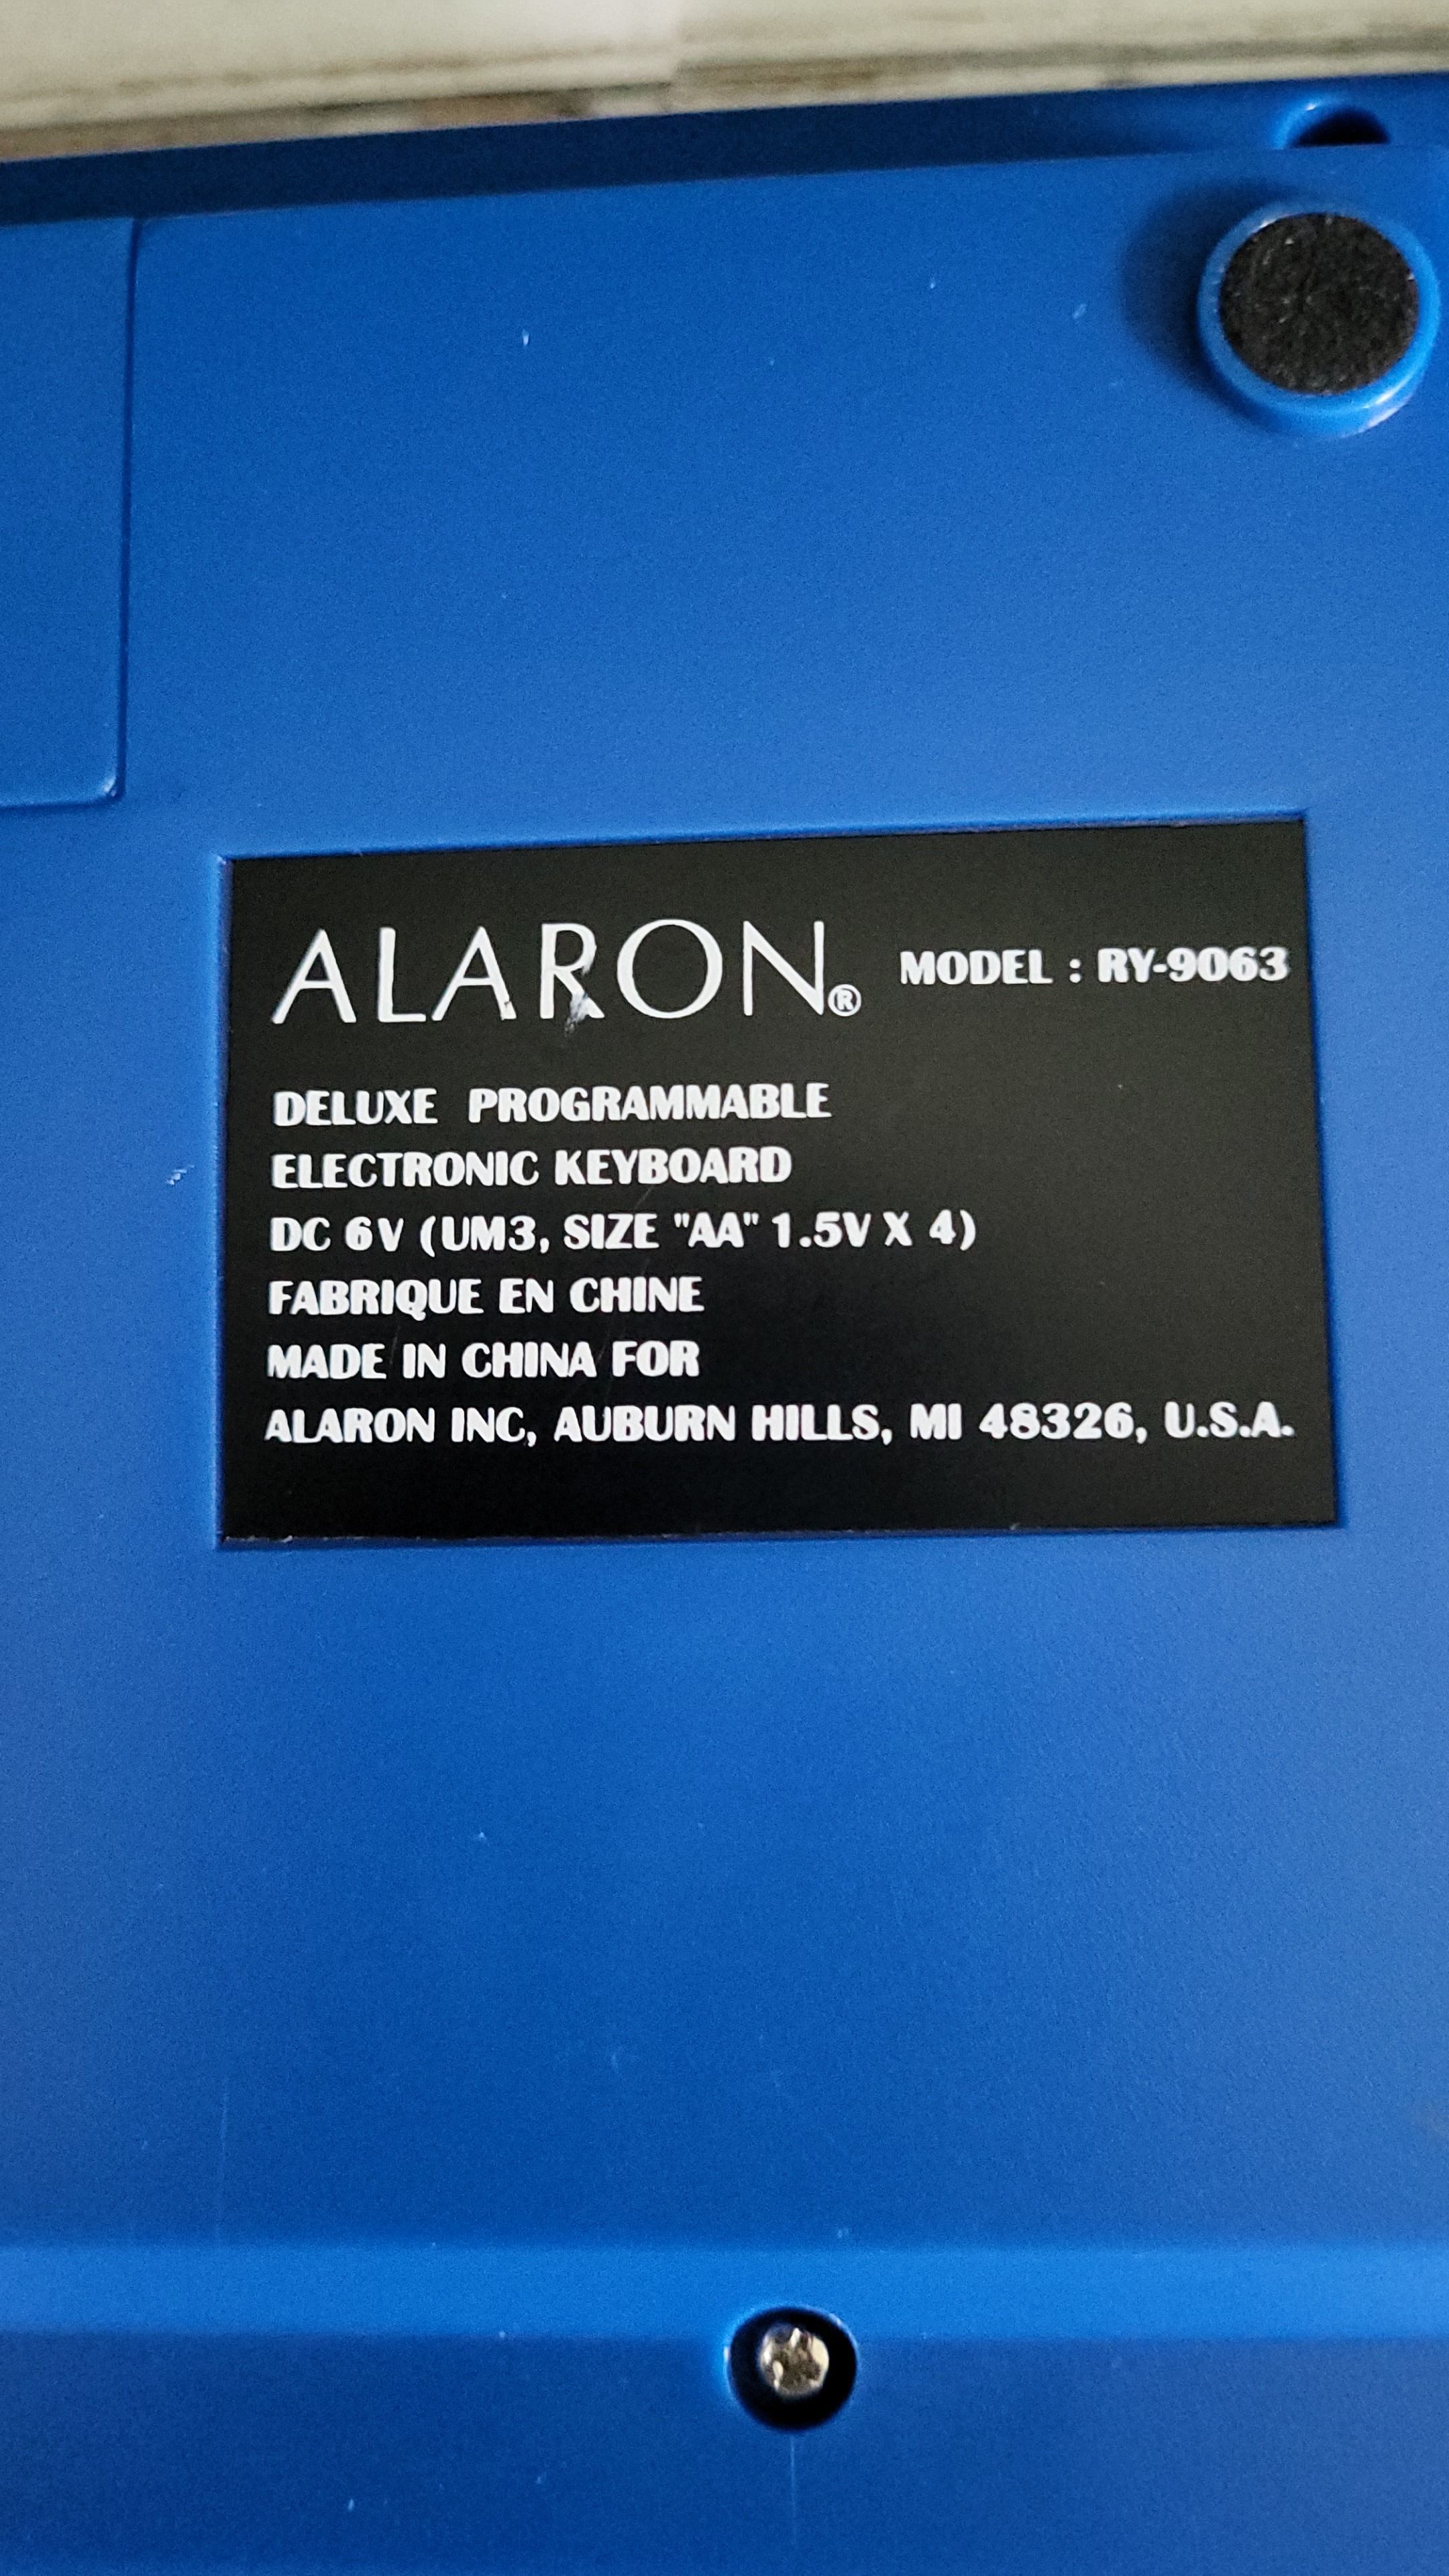 ALARON® MODEL : RY-9063
DELUXE PROGRAMMABLE
ELECTRONIC KEYBOARD
DC 6V (UM3, SIZE "AA" 1.5V X 4)
FABRIQUE EN CHINE
MADE IN CHINA FOR
ALARON INC, AUBURN HILLS, MI 48326, U.S.A.